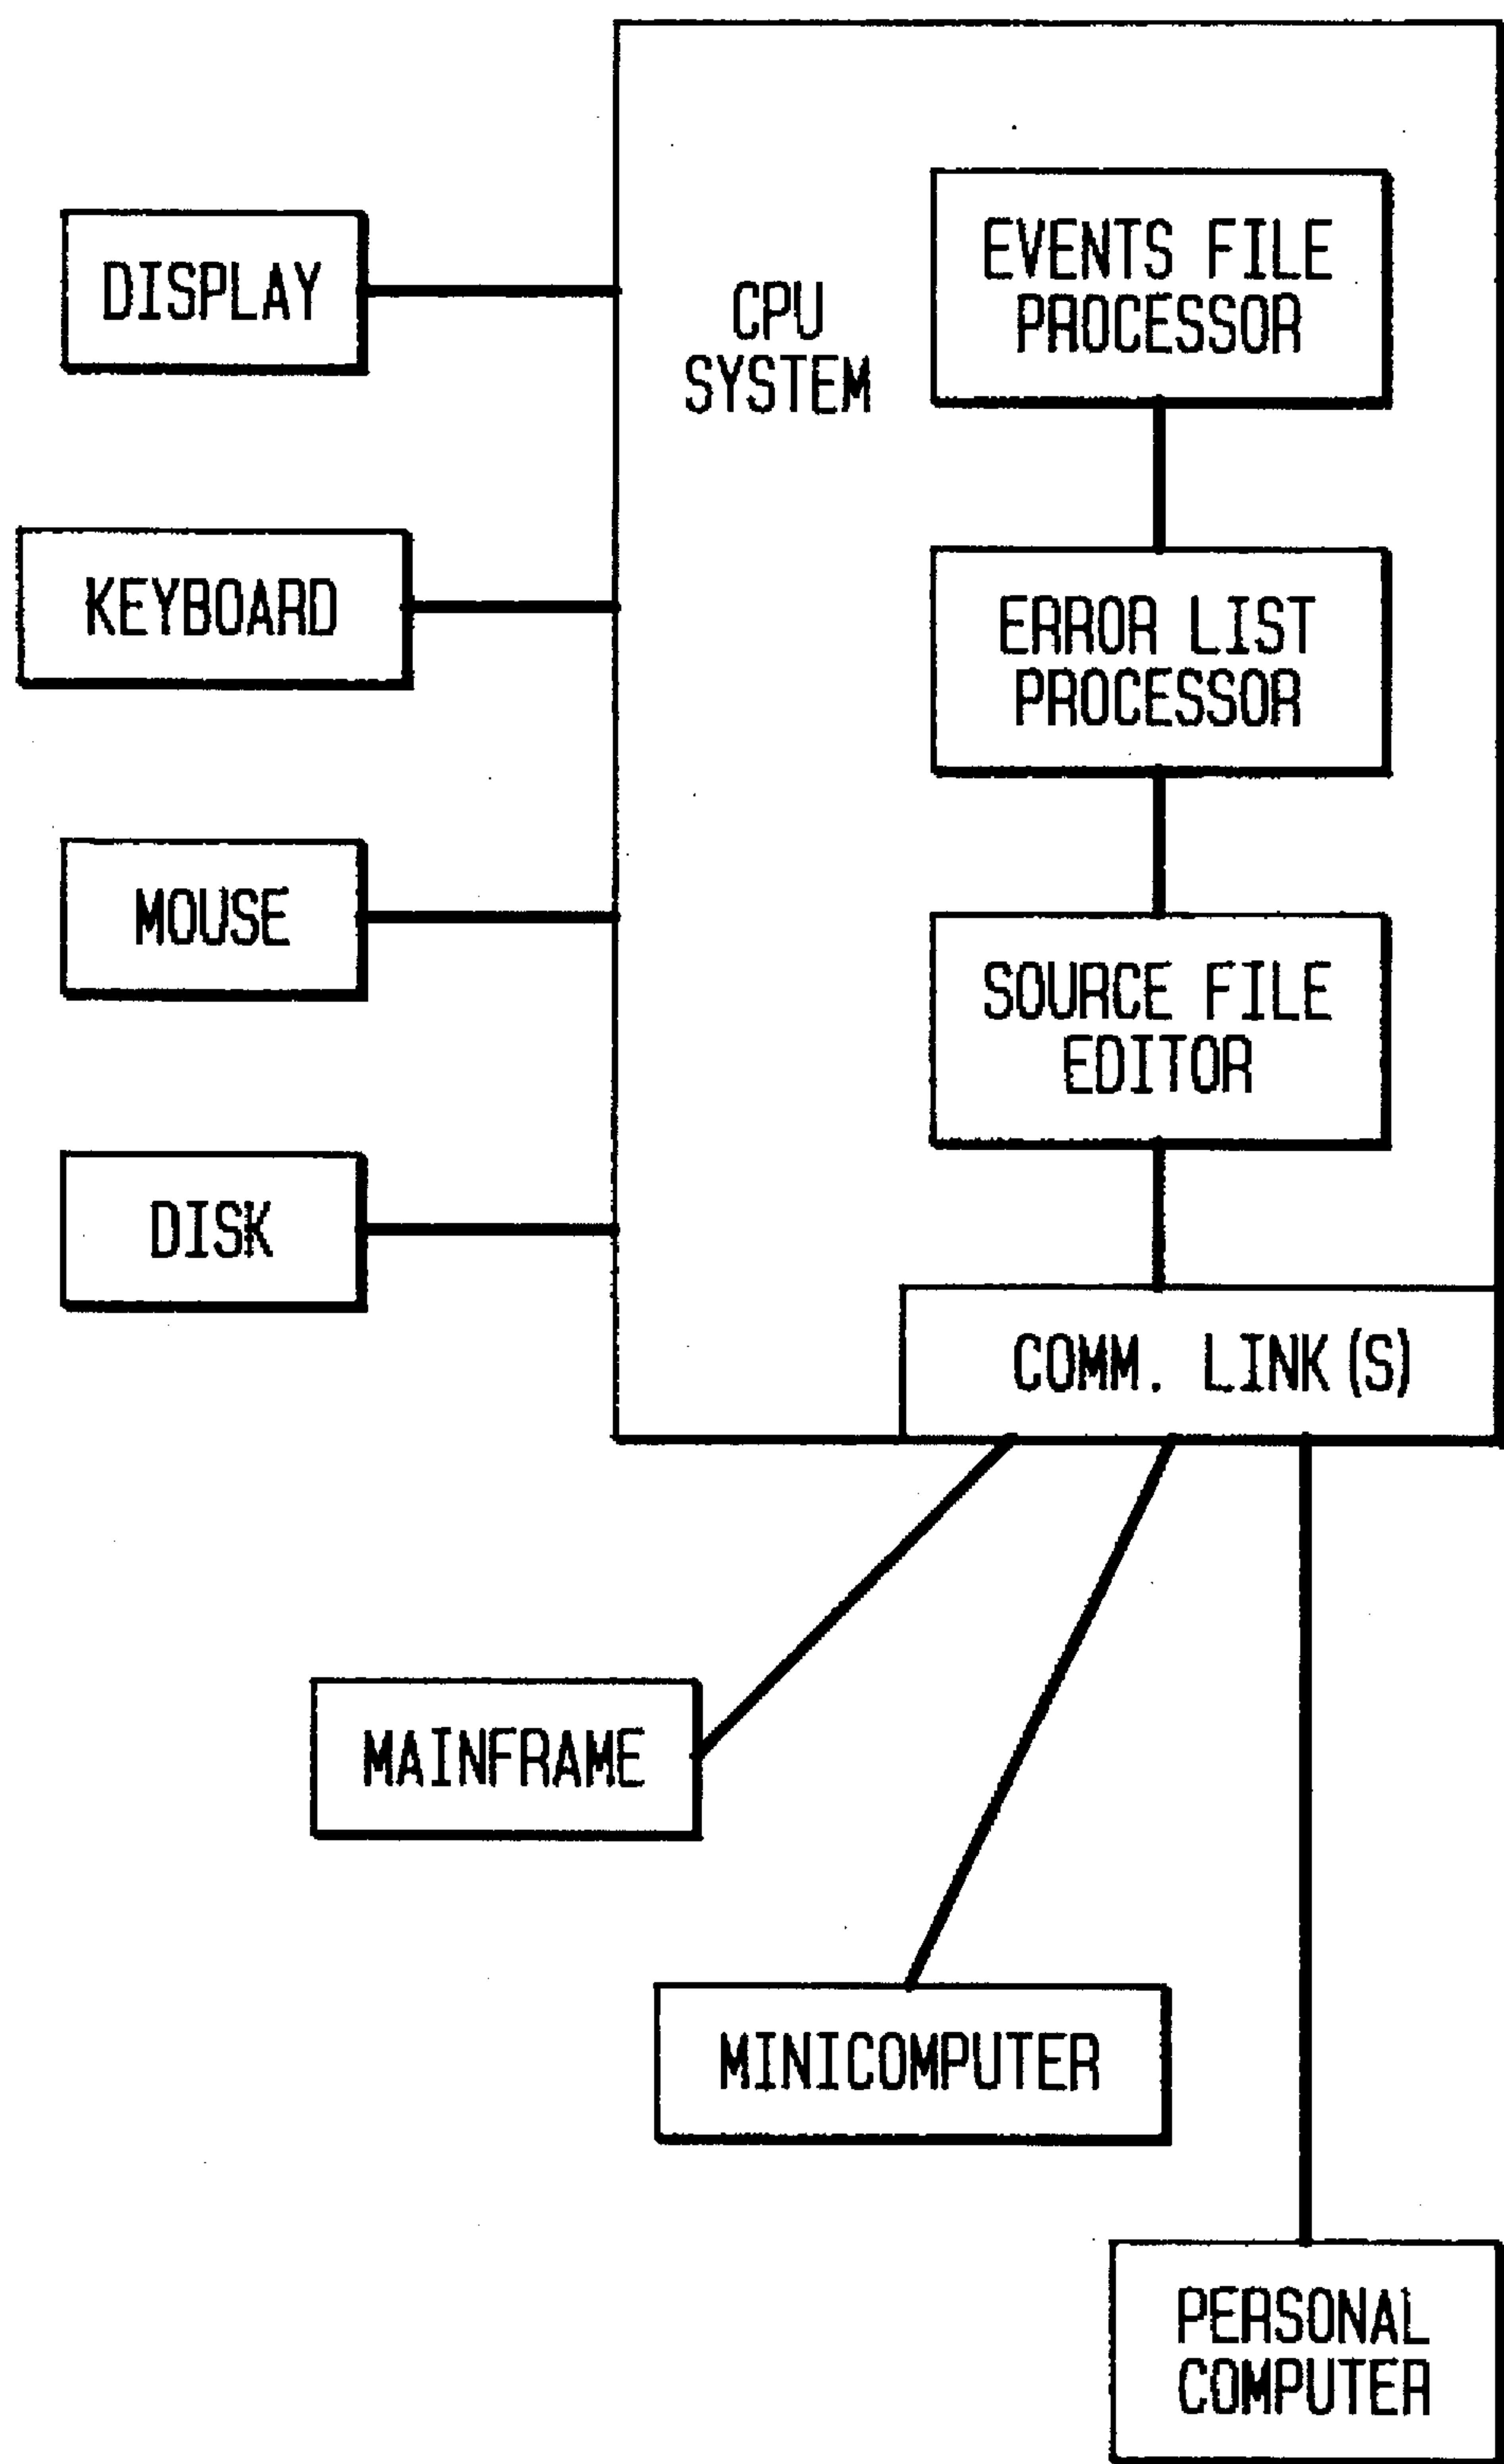 DISPLAY
KEYBOARD
MOUSE
DISK
CPU
SYSTEM
EVENTS FILE
PROCESSOR
ERROR LIST
PROCESSOR
SOURCE FILE
EDITOR
COMM. LINK(S)
MAINFRAME
MINICOMPUTER
PERSONAL
COMPUTER